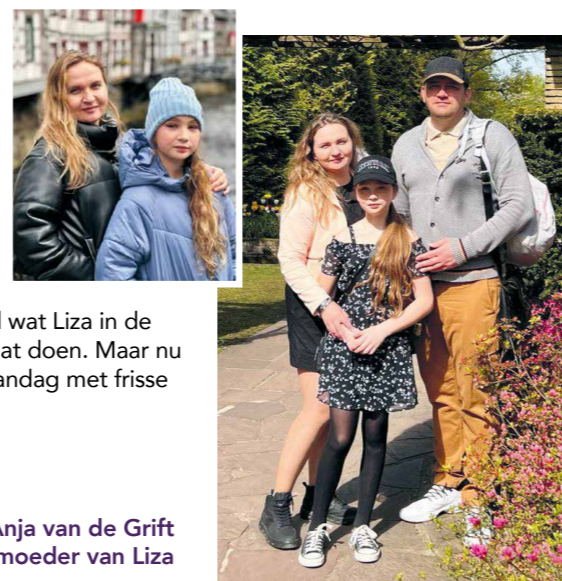 wat Liza in de
at doen. Maar nu
andag met frisse
Anja van de Grift
moeder van Liza